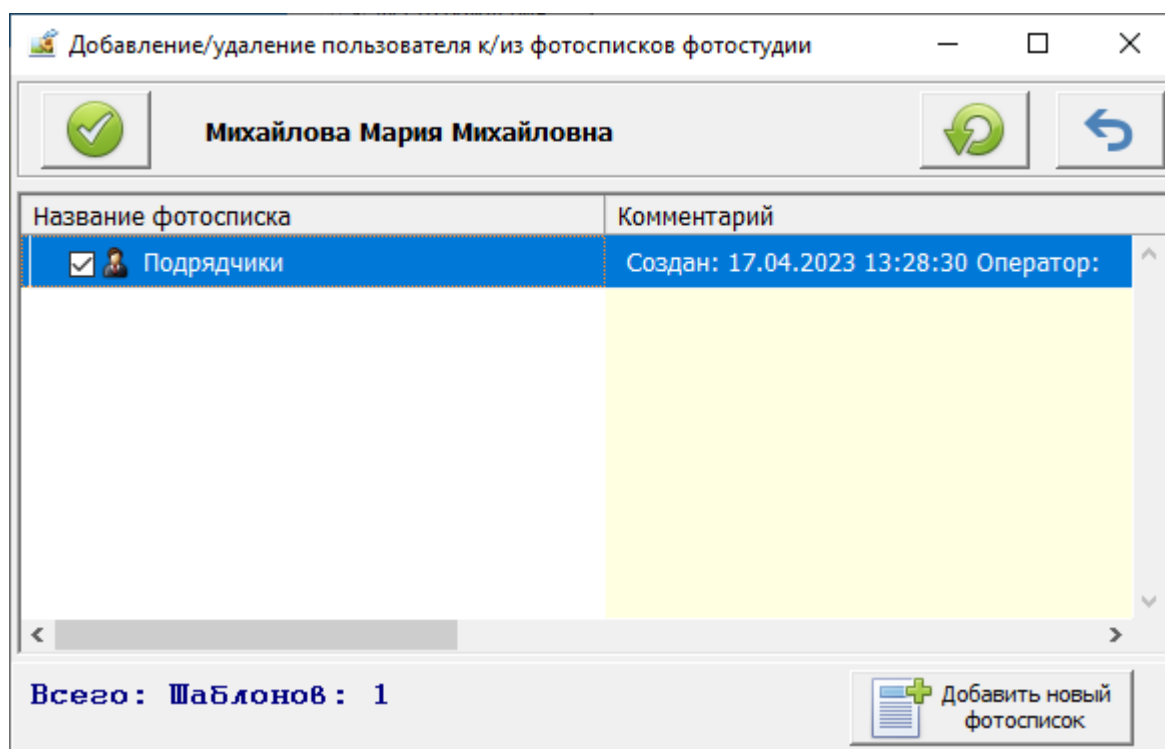 Добавление/удаление пользователя к/из фотосписков фотостудии
Михайлова Мария Михайловна
Название фотосписка Комментарий
Подрядчики Создан: 17.04.2023 13:28:30 Оператор:
Всего: Шаблонов: 1
Добавить новый
фотосписок